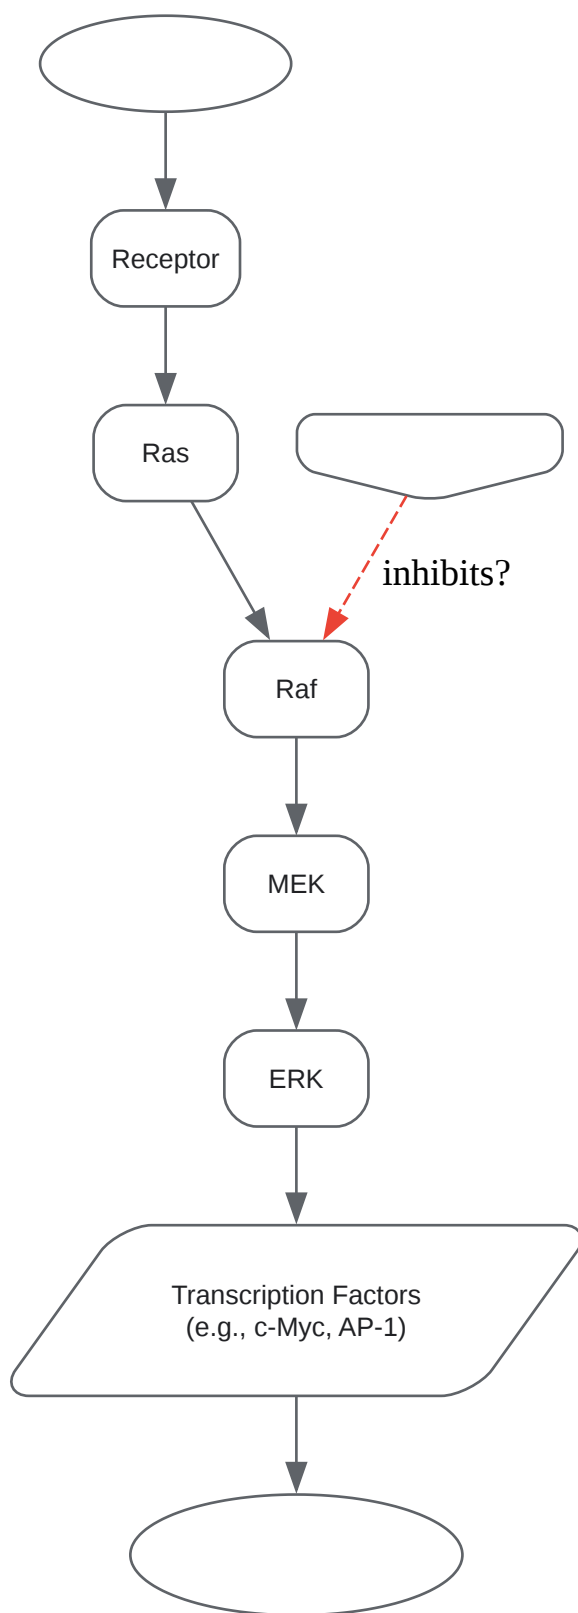 Receptor
Ras
inhibits?
Raf
MEK
ERK
Transcription Factors
(e.g., c-Myc, AP-1)